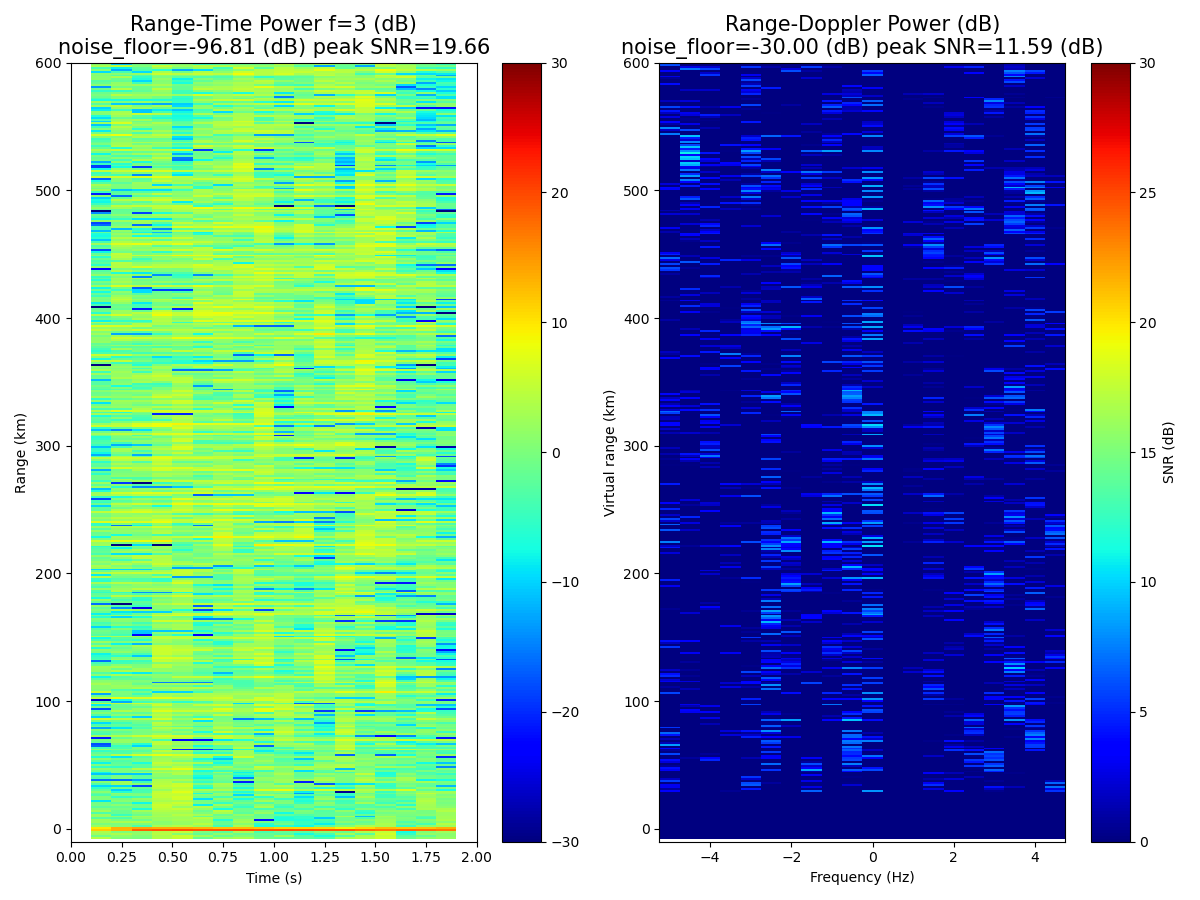 Range-Time Power f=3 (dB)
noise_floor=-96.81 (dB) peak SNR=19.66
Range-Doppler Power (dB)
noise_floor=-30.00 (dB) peak SNR=11.59 (dB)
Range (km)
600
500
400
300
200
100
0
0.00 0.25 0.50 0.75 1.00 1.25 1.50 1.75 2.00
Time (s)
30
20
10
0
−10
−20
−30
Virtual range (km)
600
500
400
300
200
100
0
−4 −2 0 2 4
Frequency (Hz)
30
25
20
15
10
5
0
SNR (dB)